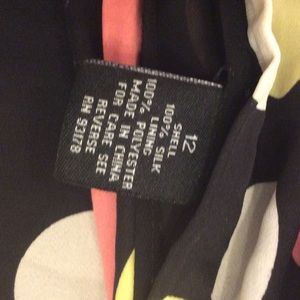 12
SHELL
100% SILK
LINING
100% POLYESTER
MADE IN CHINA
FOR CARE SEE
REVERSE
RN 93178